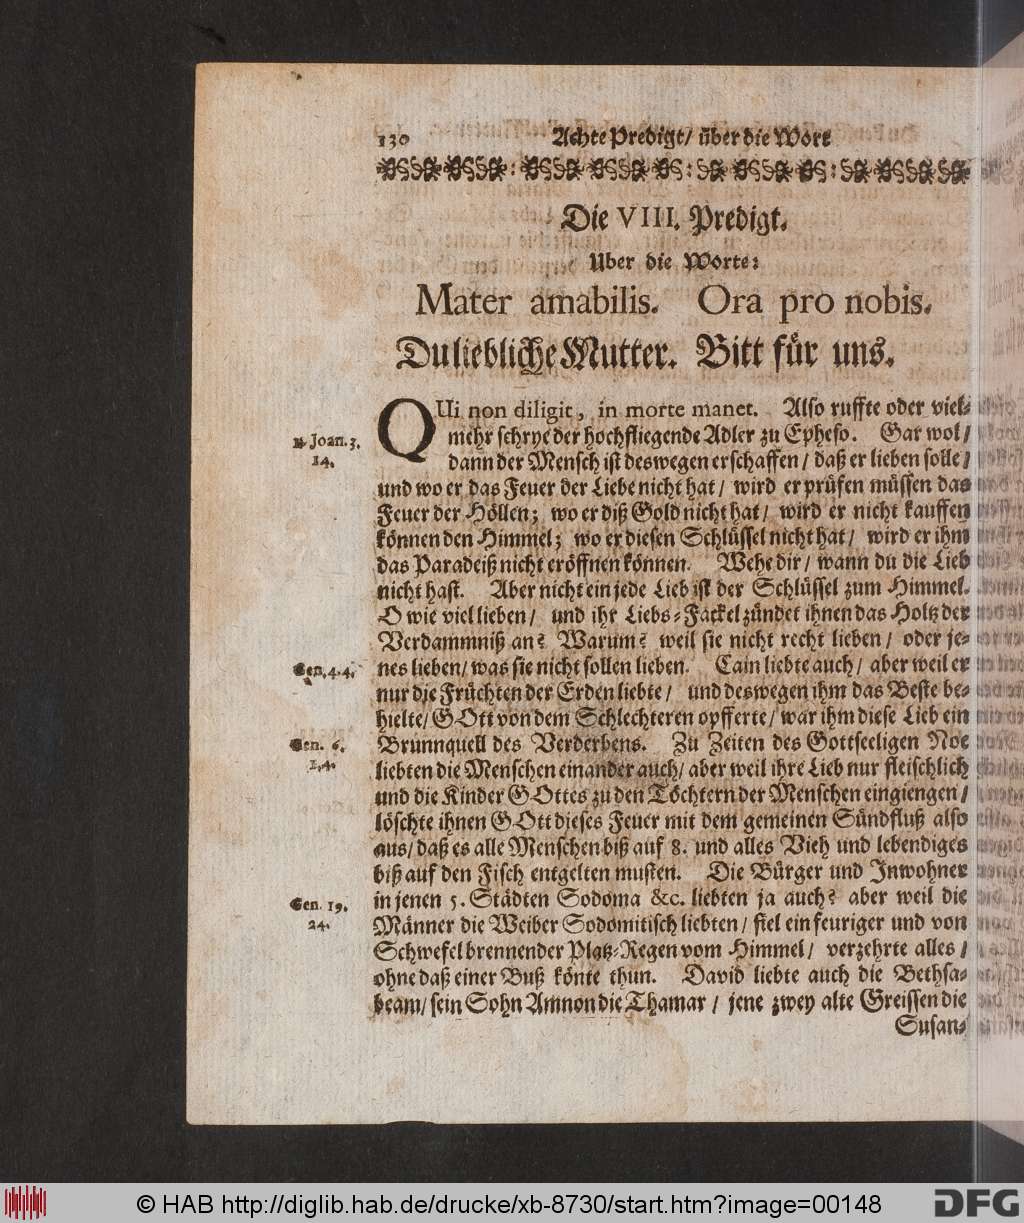 130 Achte Predigt/ über die Wort
Die VIII. Predigt.
Uber die Worte:
Mater amabilis. Ora pro nobis.
Du liebliche Mutter. Bitt für uns.
QUi non diligit, in morte manet. Also ruffte oder viel-
1. Joan. 3.
mehr schrye der hochfliegende Adler zu Epheso. Gar wol/
14.
dann der Mensch ist deswegen erschaffen/ daß er lieben solle/
und wo er das Feuer der Liebe nicht hat/ wird er prüfen müssen das
Feuer der Höllen; wo er diß Gold nicht hat/ wird er nicht kauffen
können den Himmel; wo er diesen Schlüssel nicht hat/ wird er ihm
das Paradeiß nicht eröffnen können. Wehe dir/ wann du die Lieb
nicht hast. Aber nicht ein jede Lieb ist der Schlüssel zum Himmel.
O wie viel lieben/ und ihr Liebs-Fackel zündet ihnen das Holtz der
Verdammniß an? Warum? weil sie nicht recht lieben/ oder je-
Gen. 4. 4.
nes lieben/ was sie nicht sollen lieben. Cain liebte auch/ aber weil er
nur die Früchten der Erden liebte/ und deswegen ihm das Beste be-
hielte/ GOtt von dem Schlechteren opfferte/ war ihm diese Lieb ein
Gen. 6.
Brunnquell des Verderbens. Zu Zeiten des Gottseeligen Noe
1. 4.
liebten die Menschen einander auch/ aber weil ihre Lieb nur fleischlich
und die Kinder GOttes zu den Töchtern der Menschen eingiengen/
löschte ihnen GOtt dieses Feuer mit dem gemeinen Sündfluß also
aus/ daß es alle Menschen biß auf 8. und alles Vieh und lebendiges
biß auf den Fisch entgelten musten. Die Bürger und Inwohner
Gen. 19.
in jenen 5. Städten Sodoma &c. liebten ja auch? aber weil die
24.
Männer die Weiber Sodomitisch liebten/ fiel ein feuriger und von
Schwefel brennender Platz-Regen vom Himmel/ verzehrte alles/
ohne daß einer Buß könte thun. David liebte auch die Bethsa-
beam/ sein Sohn Amnon die Thamar/ jene zwey alte Greissen die
Susan-
© HAB http://diglib.hab.de/drucke/xb-8730/start.htm?image=00148
DFG